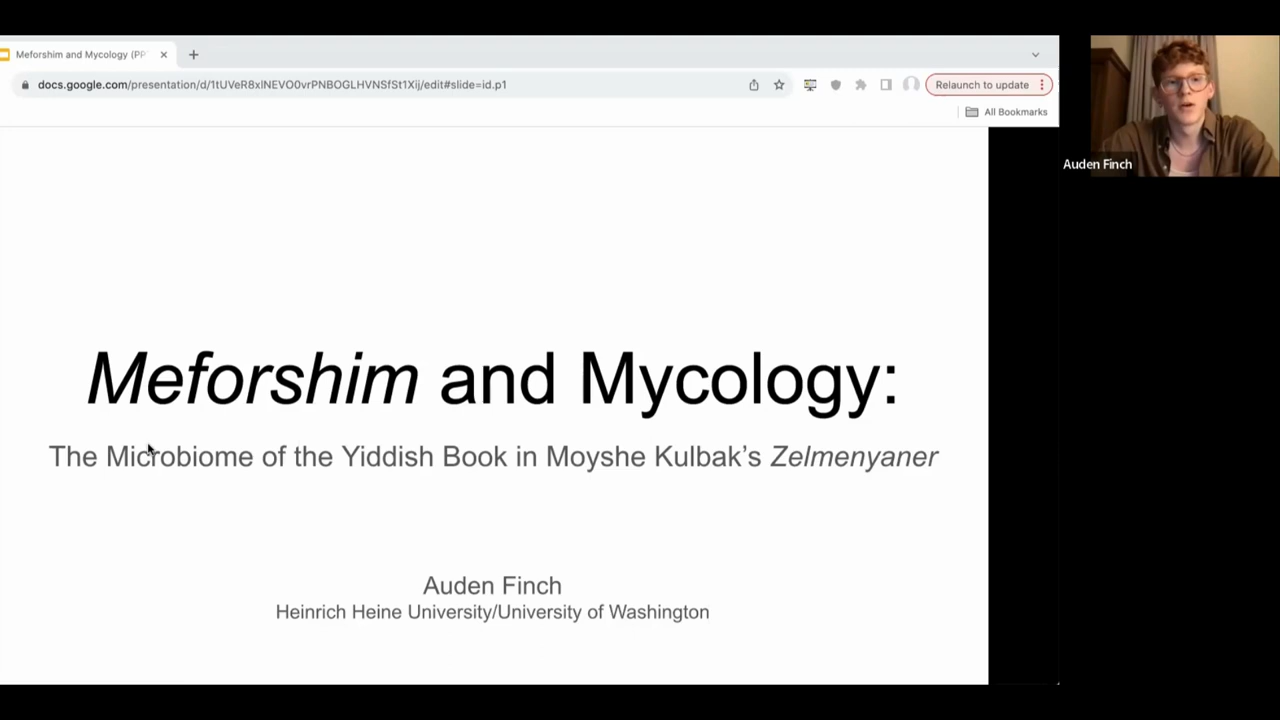 Meforshim and Mycology (PP
docs.google.com/presentation/d/1tUVeR8xlNEVO0vrPNBOGLHVNSfSt1Xij/edit#slide=id.p1
Relaunch to update
All Bookmarks
Auden Finch
Meforshim and Mycology:
The Microbiome of the Yiddish Book in Moyshe Kulbak’s Zelmenyaner
Auden Finch
Heinrich Heine University/University of Washington